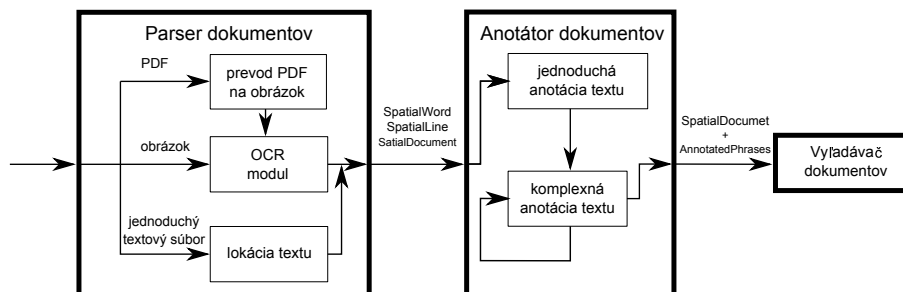 Parser dokumentov
PDF
prevod PDF
na obrázok
obrázok
OCR
modul
jednoduchý
textový súbor
lokácia textu
SpatialWord
SpatialLine
SatialDocument
Anotátor dokumentov
jednoduchá
anotácia textu
komplexná
anotácia textu
SpatialDocumet
+
AnnotatedPhrases
Vyľadávač
dokumentov